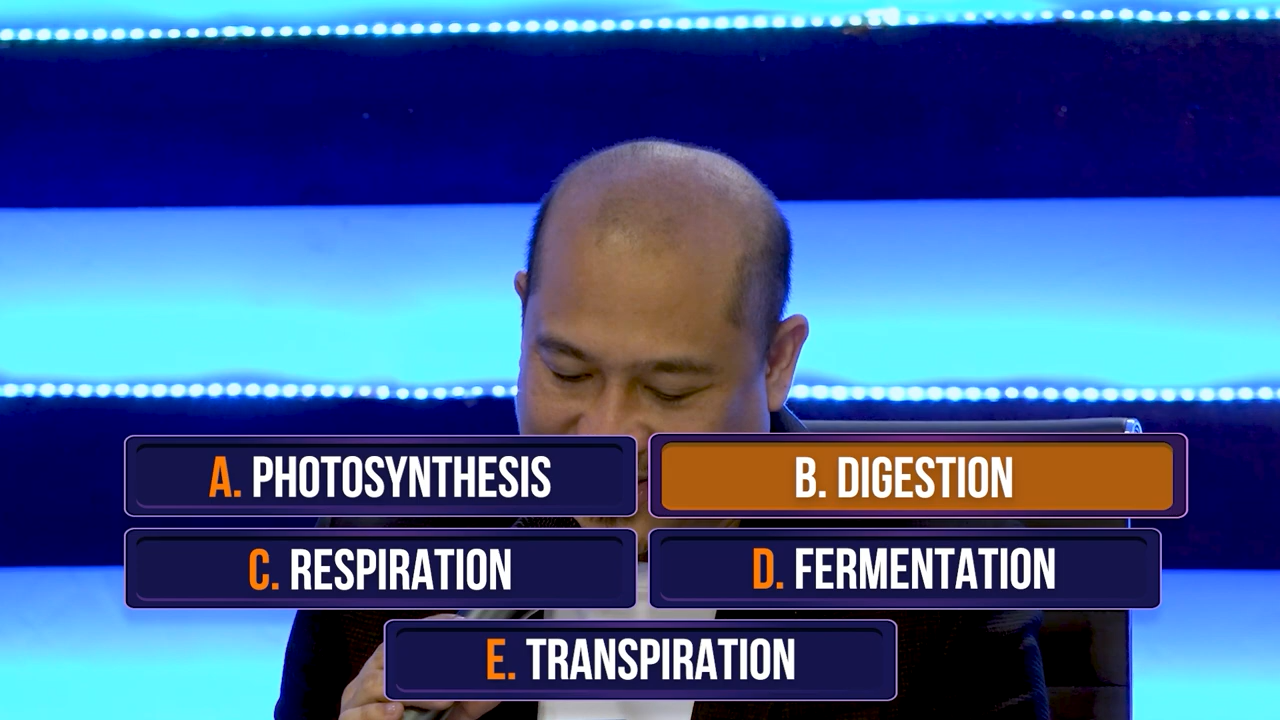 A. PHOTOSYNTHESIS
B. DIGESTION
C. RESPIRATION
D. FERMENTATION
E. TRANSPIRATION